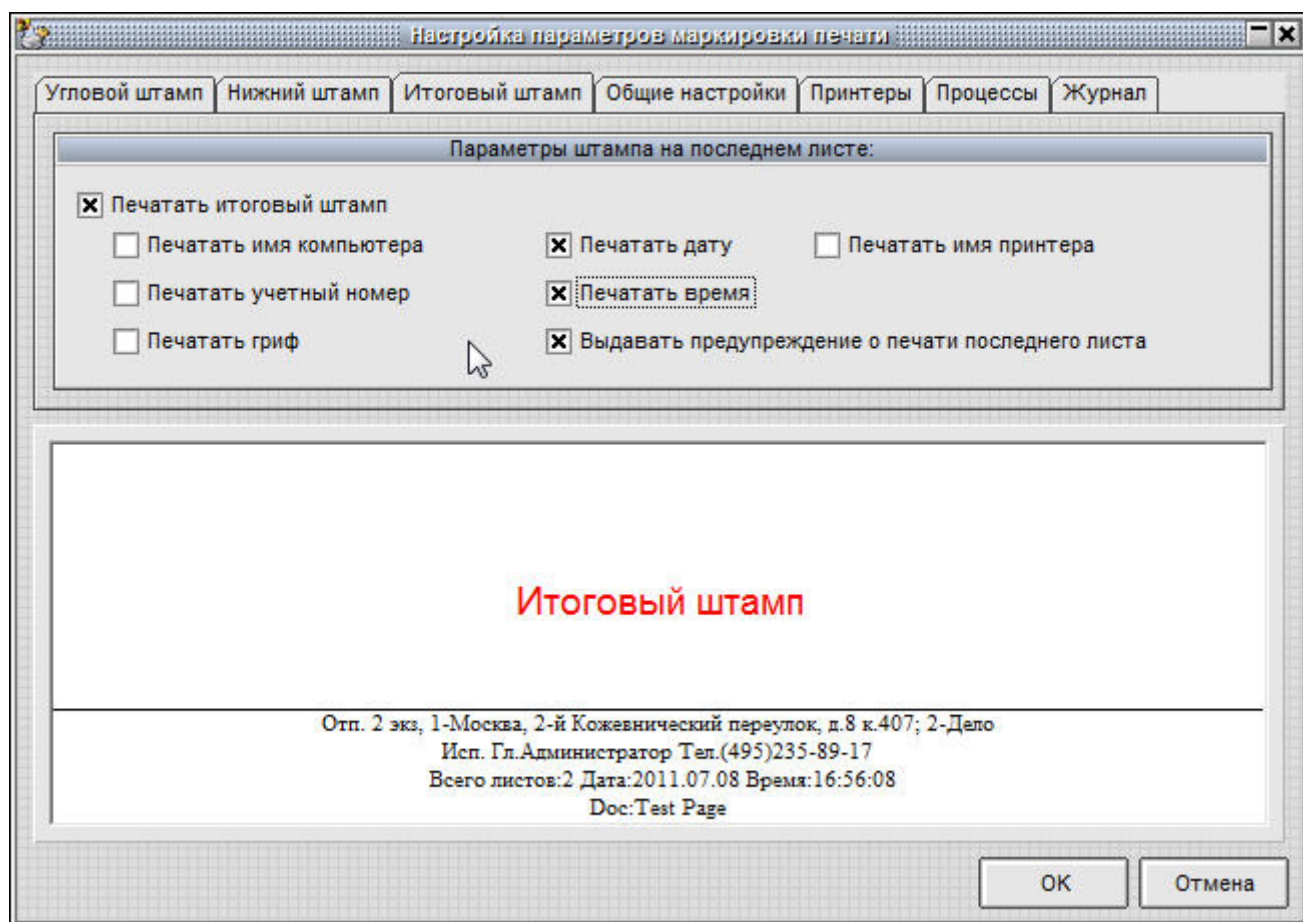 Настройка параметров маркировки печати
Угловой штамп Нижний штамп Итоговый штамп Общие настройки Принтеры Процессы Журнал
Параметры штампа на последнем листе:
Печатать итоговый штамп
Печатать имя компьютера Печатать дату Печатать имя принтера
Печатать учетный номер Печатать время
Печатать гриф Выдавать предупреждение о печати последнего листа
Итоговый штамп
Отп. 2 экз, 1-Москва, 2-й Кожевнический переулок, д.8 к.407; 2-Дело
Исп. Гл.Администратор Тел.(495)235-89-17
Всего листов:2 Дата:2011.07.08 Время:16:56:08
Doc:Test Page
OK Отмена